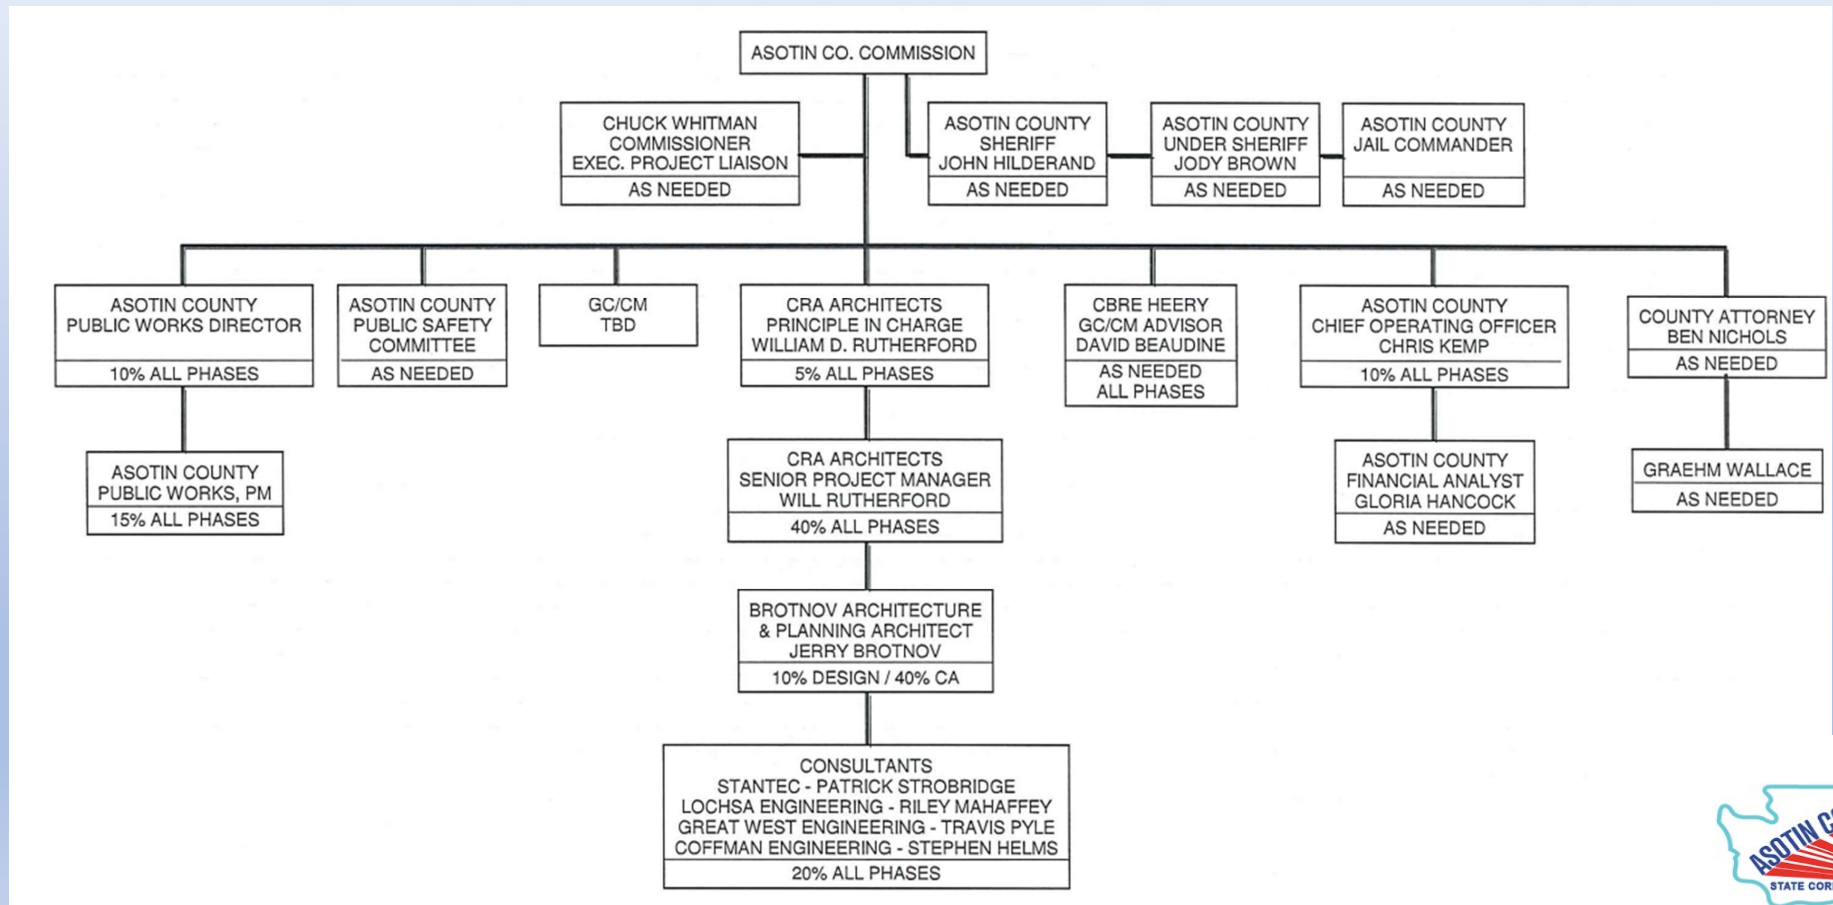 ASOTIN CO. COMMISSION
CHUCK WHITMAN
COMMISSIONER
EXEC. PROJECT LIAISON
AS NEEDED
ASOTIN COUNTY
SHERIFF
JOHN HILDERAND
AS NEEDED
ASOTIN COUNTY
UNDER SHERIFF
JODY BROWN
AS NEEDED
ASOTIN COUNTY
JAIL COMMANDER
AS NEEDED
ASOTIN COUNTY
PUBLIC WORKS DIRECTOR
10% ALL PHASES
ASOTIN COUNTY
PUBLIC SAFETY
COMMITTEE
AS NEEDED
GC/CM
TBD
CRA ARCHITECTS
PRINCIPLE IN CHARGE
WILLIAM D. RUTHERFORD
5% ALL PHASES
CBRE HEERY
GC/CM ADVISOR
DAVID BEAUDINE
AS NEEDED
ALL PHASES
ASOTIN COUNTY
CHIEF OPERATING OFFICER
CHRIS KEMP
10% ALL PHASES
COUNTY ATTORNEY
BEN NICHOLS
AS NEEDED
ASOTIN COUNTY
PUBLIC WORKS, PM
15% ALL PHASES
CRA ARCHITECTS
SENIOR PROJECT MANAGER
WILL RUTHERFORD
40% ALL PHASES
ASOTIN COUNTY
FINANCIAL ANALYST
GLORIA HANCOCK
AS NEEDED
GRAEHM WALLACE
AS NEEDED
BROTNOV ARCHITECTURE
& PLANNING ARCHITECT
JERRY BROTNOV
10% DESIGN / 40% CA
CONSULTANTS
STANTEC - PATRICK STROBRIDGE
LOCHSA ENGINEERING - RILEY MAHAFFEY
GREAT WEST ENGINEERING - TRAVIS PYLE
COFFMAN ENGINEERING - STEPHEN HELMS
20% ALL PHASES
ASOTIN
STATE